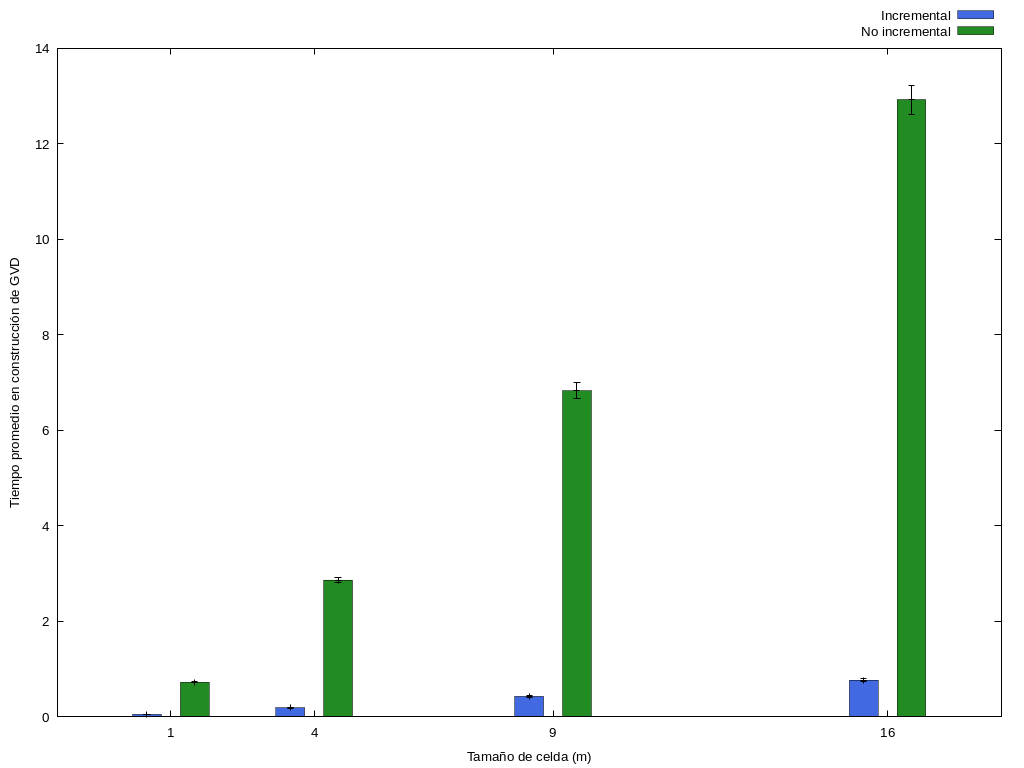 Incremental
No incremental
14
12
10
8
6
4
2
0
1 4 9 16
Tiempo promedio en construcción de GVD
Tamaño de celda (m)